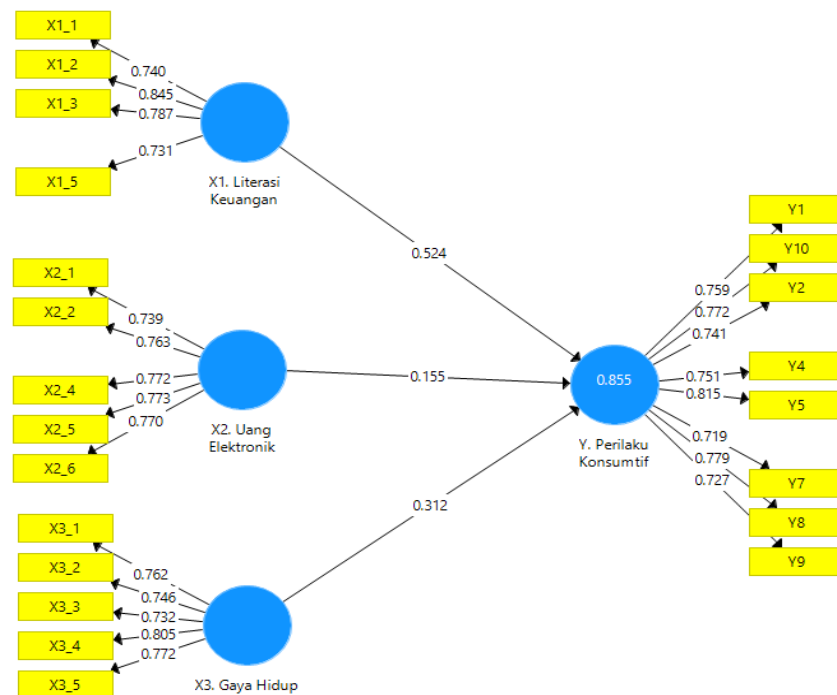 X1_1
X1_2
X1_3
X1_5
0.740
0.845
0.787
0.731
X1. Literasi
Keuangan
0.524
X2_1
X2_2
X2_4
X2_5
X2_6
0.739
0.763
0.772
0.773
0.770
X2. Uang
Elektronik
0.155
X3_1
X3_2
X3_3
X3_4
X3_5
0.762
0.746
0.732
0.805
0.772
X3. Gaya Hidup
0.312
0.855
Y. Perilaku
Konsumtif
0.759
0.772
0.741
0.751
0.815
0.719
0.779
0.727
Y1
Y10
Y2
Y4
Y5
Y7
Y8
Y9